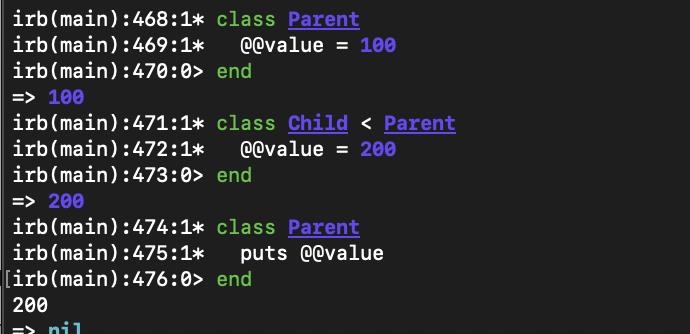 irb(main):468:1* class Parent
irb(main):469:1*   @@value = 100
irb(main):470:0> end
=> 100
irb(main):471:1* class Child < Parent
irb(main):472:1*   @@value = 200
irb(main):473:0> end
=> 200
irb(main):474:1* class Parent
irb(main):475:1*   puts @@value
[irb(main):476:0> end
200
=> nil